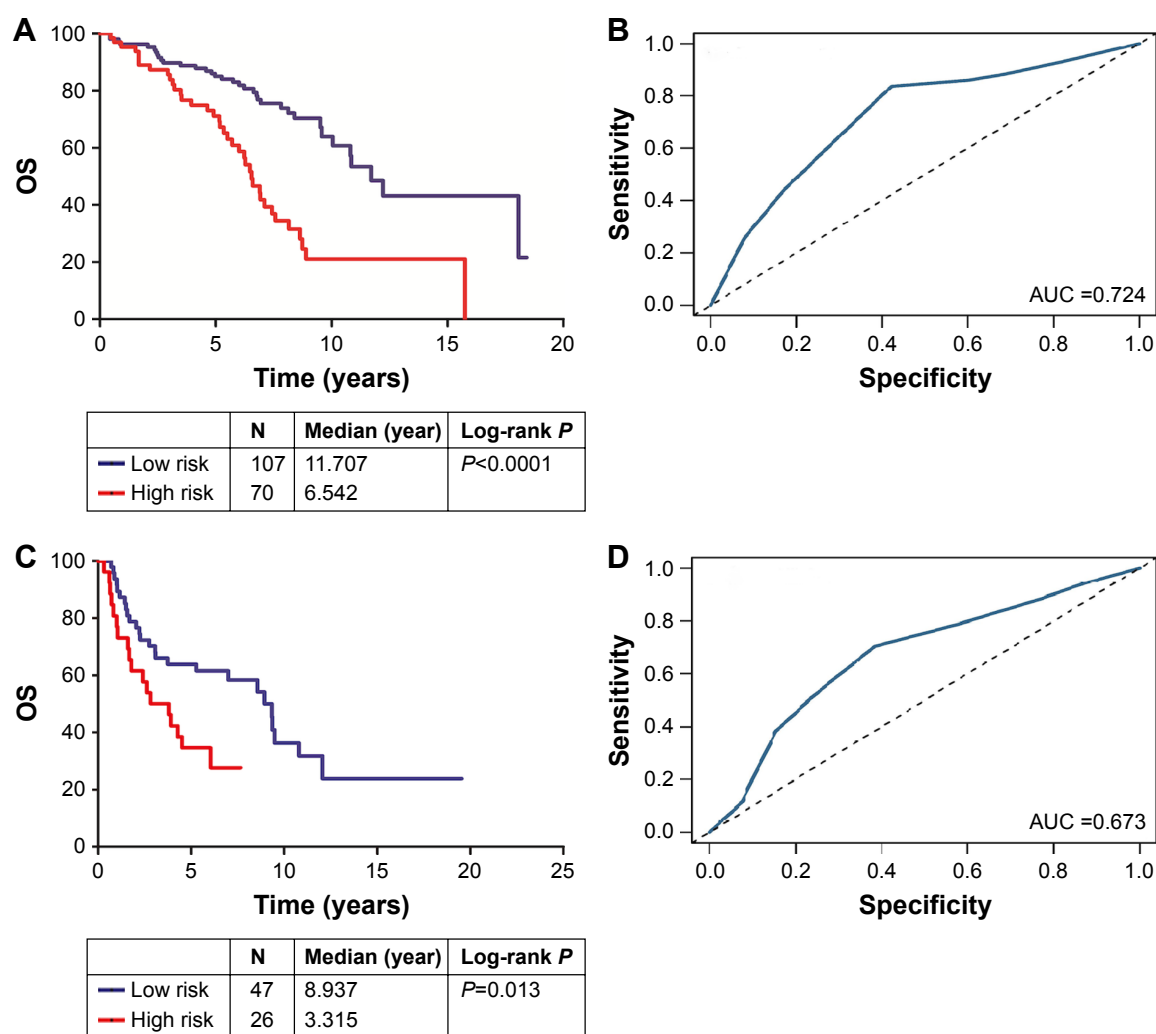 A
100
80
60
40
20
0
OS
0 5 10 15 20
Time (years)
N Median (year) Log-rank P
Low risk 107 11.707 P<0.0001
High risk 70 6.542
B
1.0
0.8
0.6
0.4
0.2
0.0
Sensitivity
AUC =0.724
0.0 0.2 0.4 0.6 0.8 1.0
Specificity
C
100
80
60
40
20
0
OS
0 5 10 15 20 25
Time (years)
N Median (year) Log-rank P
Low risk 47 8.937 P=0.013
High risk 26 3.315
D
1.0
0.8
0.6
0.4
0.2
0.0
Sensitivity
AUC =0.673
0.0 0.2 0.4 0.6 0.8 1.0
Specificity